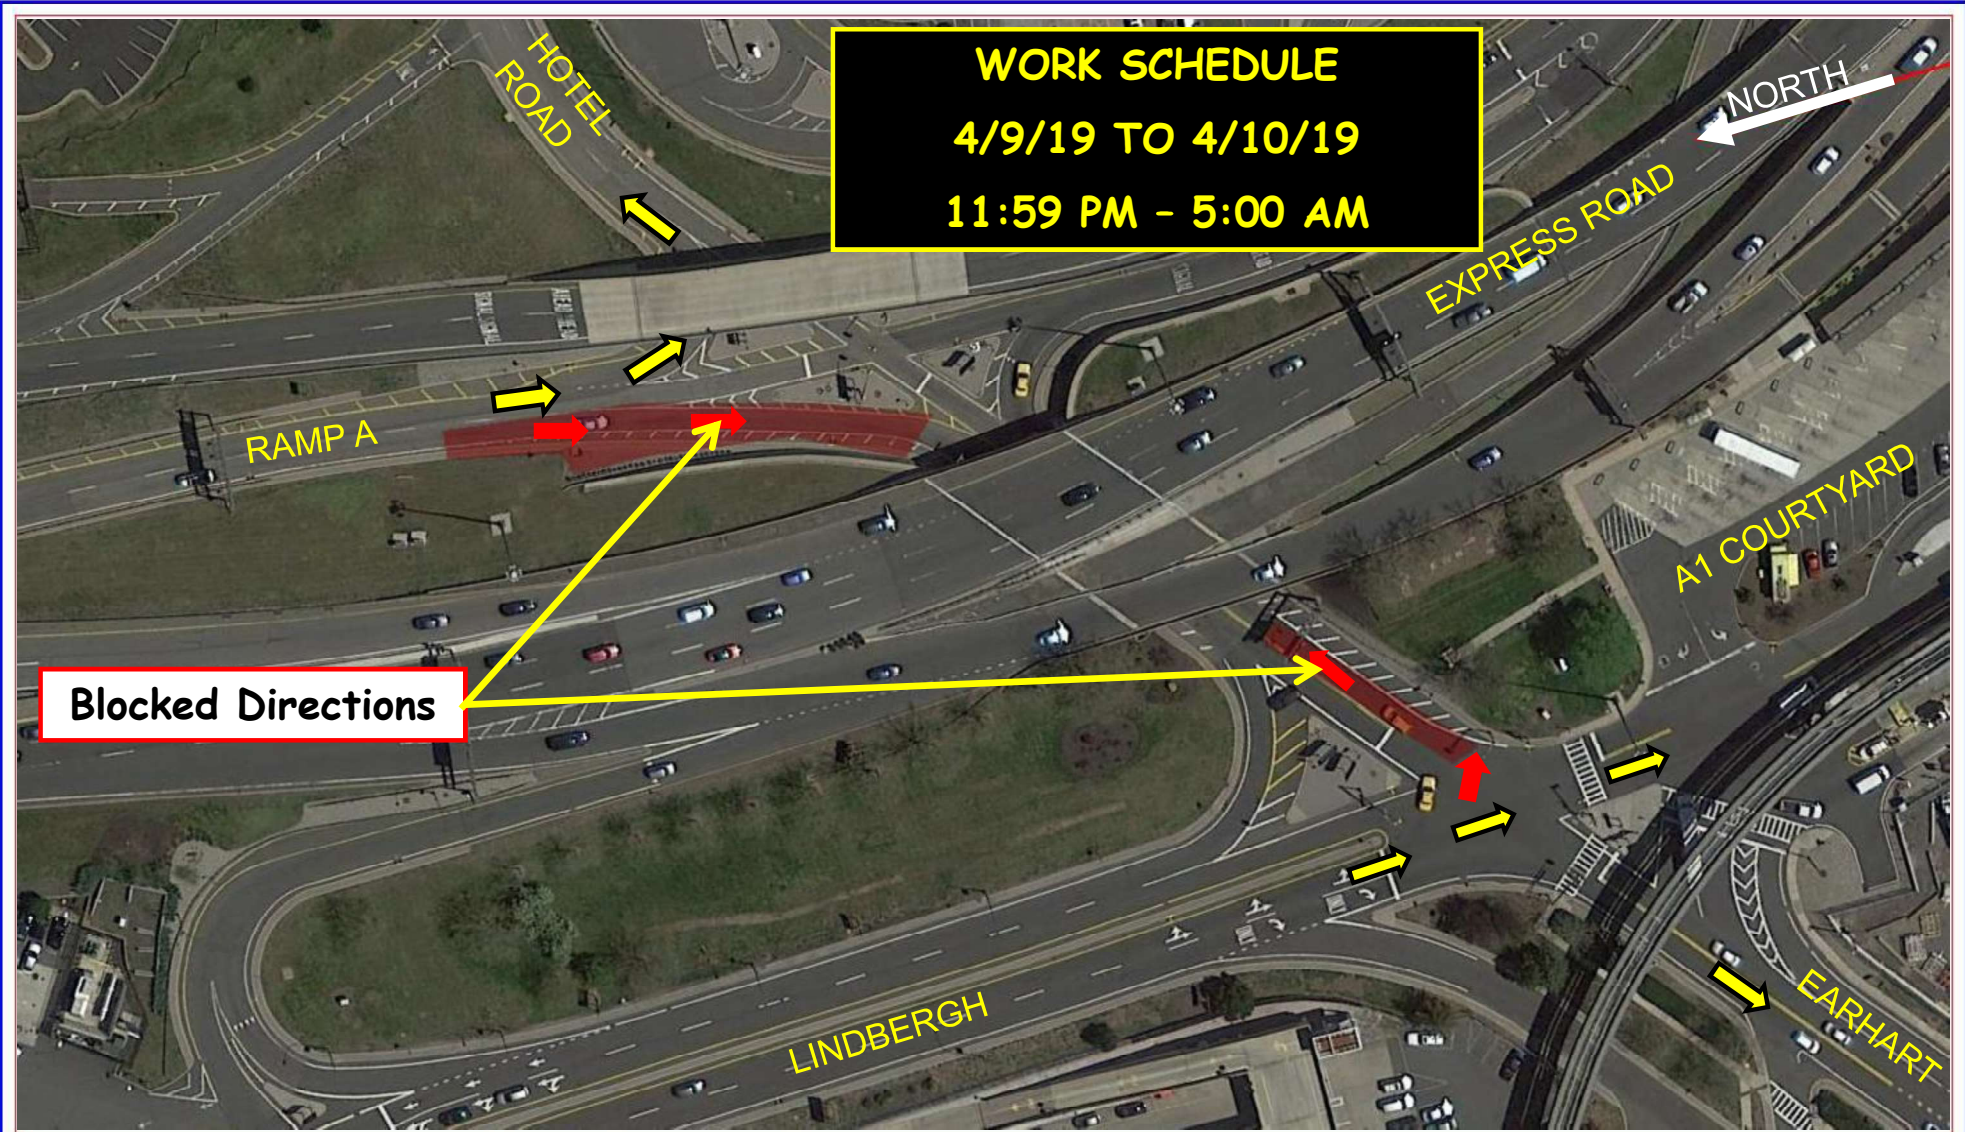 HOTEL
ROAD
WORK SCHEDULE
4/9/19 TO 4/10/19
11:59 PM – 5:00 AM
NORTH
EXPRESS ROAD
RAMP A
A1 COURTYARD
Blocked Directions
LINDBERGH
EARHART